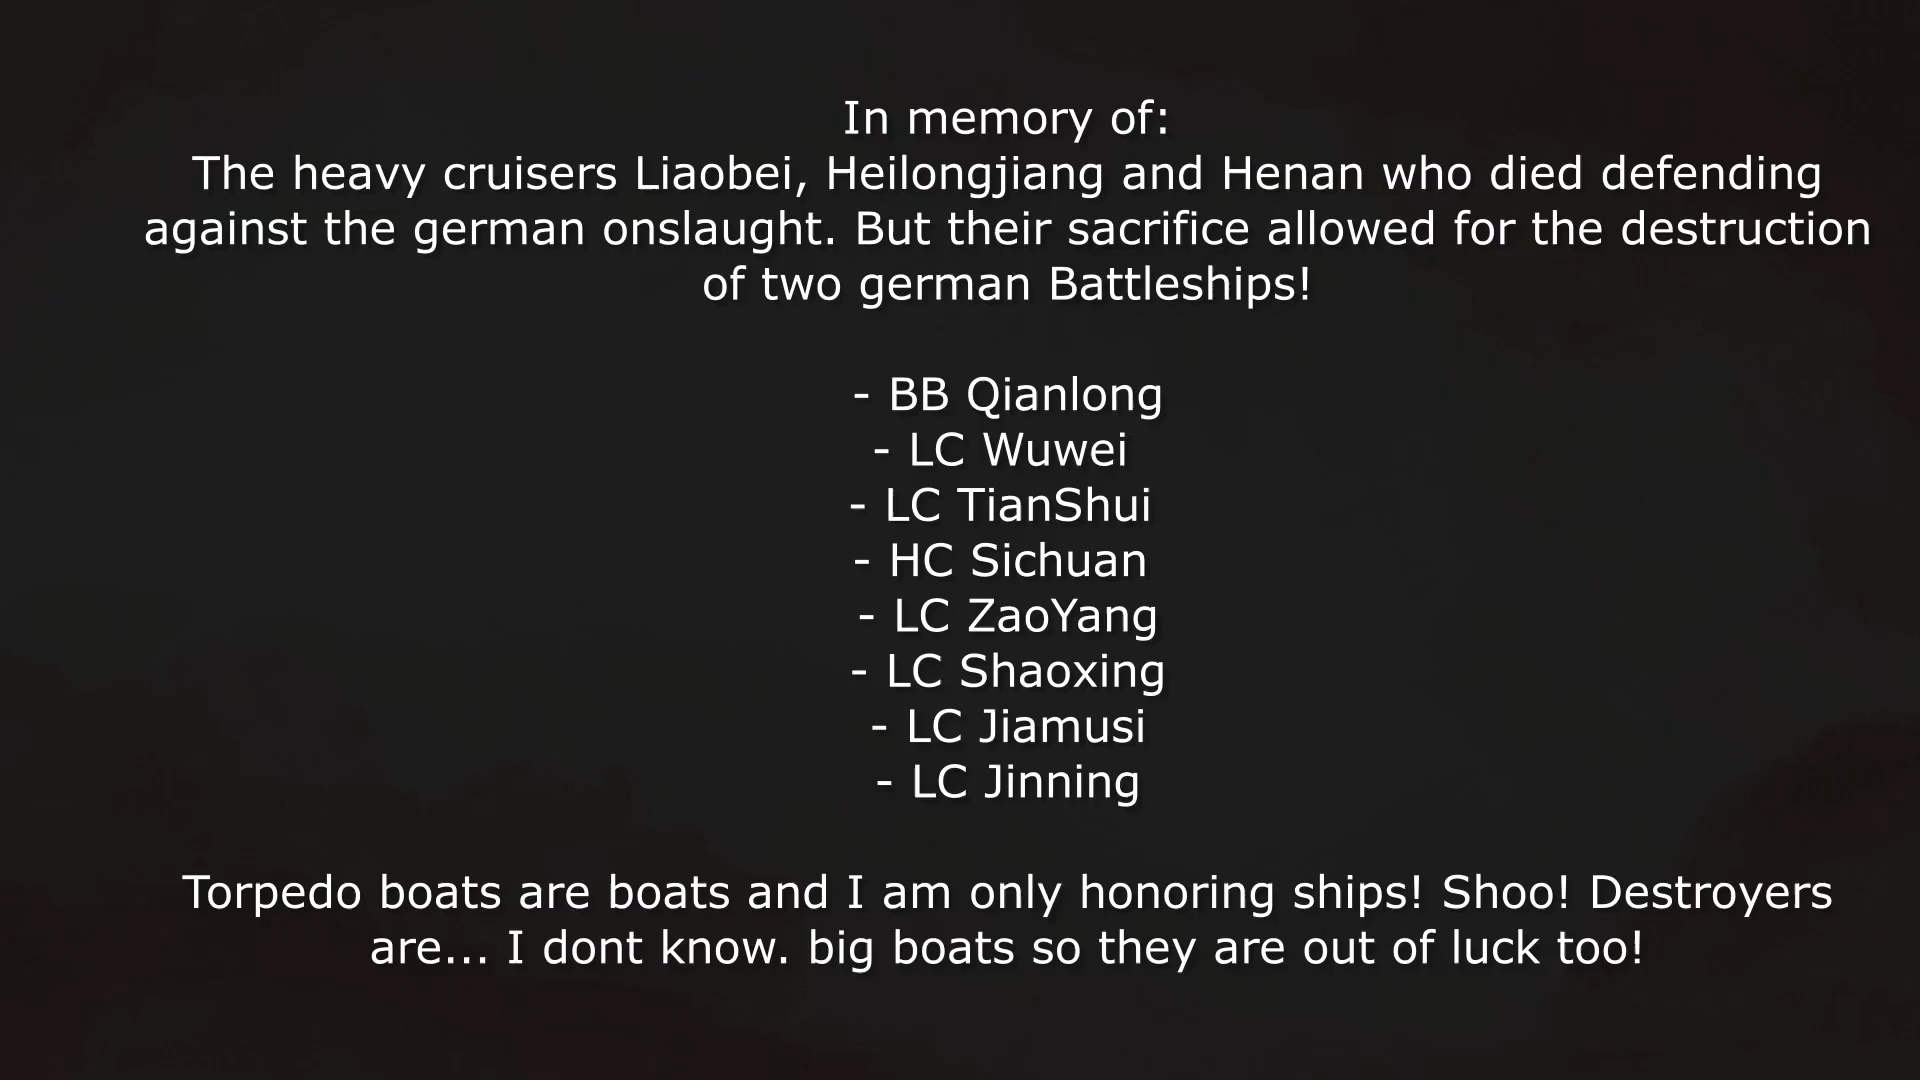 In memory of:
The heavy cruisers Liaobei, Heilongjiang and Henan who died defending
against the german onslaught. But their sacrifice allowed for the destruction
of two german Battleships!
- BB Qianlong
- LC Wuwei
- LC TianShui
- HC Sichuan
- LC ZaoYang
- LC Shaoxing
- LC Jiamusi
- LC Jinning
Torpedo boats are boats and I am only honoring ships! Shoo! Destroyers
are... I dont know. big boats so they are out of luck too!